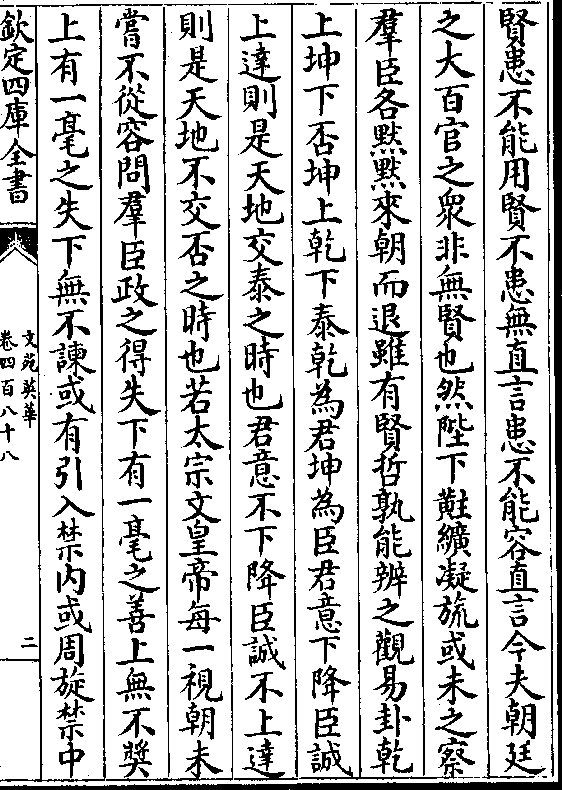 賢患不能用賢不患無直言患不能容直言今夫朝廷
之大百官之衆非無賢也然陛下黈纊凝旒或未之察
羣臣各黙黙來朝而退雖有賢哲孰能辨之觀易卦乾
上坤下否坤上乾下泰乾為君坤為臣君意下降臣誠
上達則是天地交泰之時也君意不下降臣誠不上達
則是天地不交否之時也若太宗文皇帝每一視朝未
嘗不從容問羣臣政之得失下有一毫之善上無不奬
上有一毫之失下無不諫或有引入禁内或周旋禁中
欽定四庫全書
文苑英華
卷四百八十八
二